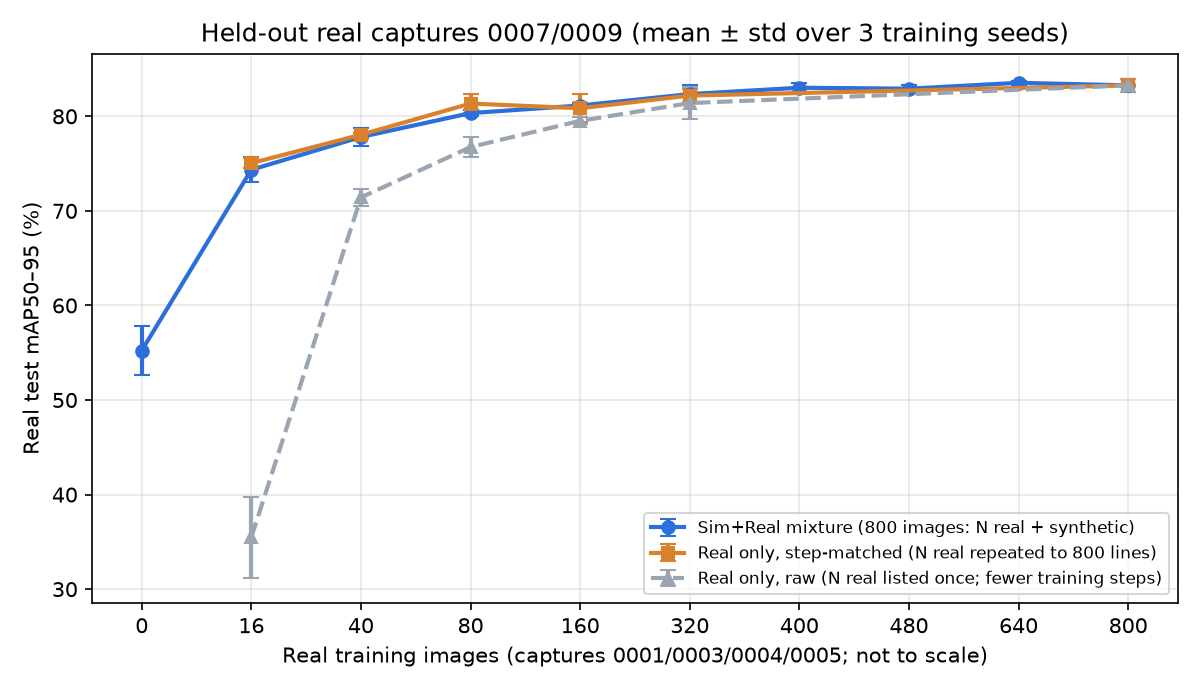 Held-out real captures 0007/0009 (mean ± std over 3 training seeds)
Real test mAP50–95 (%)
80
70
60
50
40
30
Sim+Real mixture (800 images: N real + synthetic)
Real only, step-matched (N real repeated to 800 lines)
Real only, raw (N real listed once; fewer training steps)
0 16 40 80 160 320 400 480 640 800
Real training images (captures 0001/0003/0004/0005; not to scale)